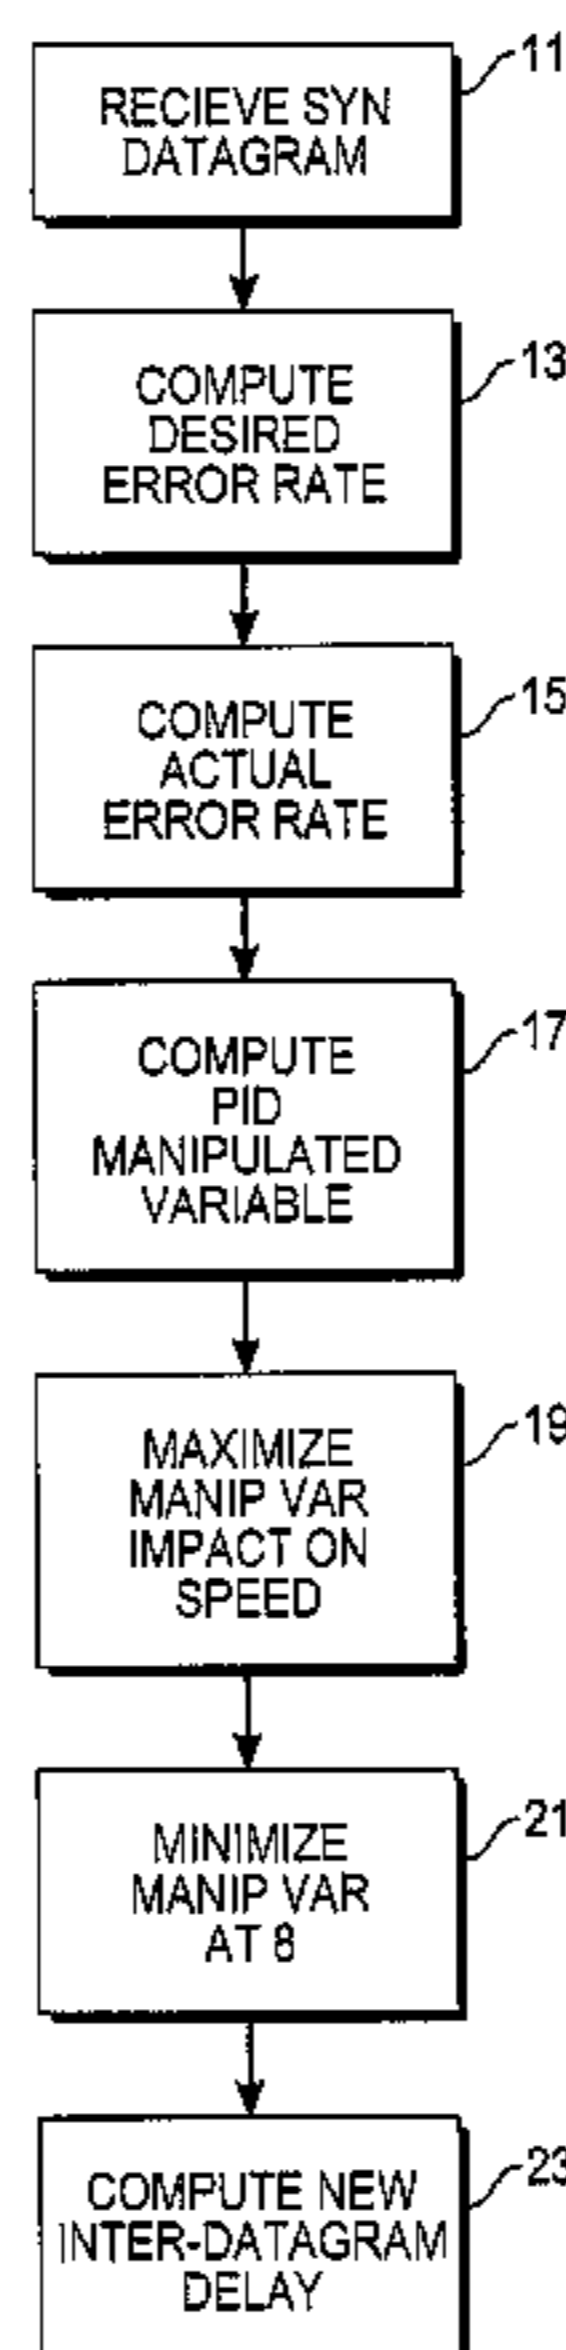 11
RECIEVE SYN
DATAGRAM
13
COMPUTE
DESIRED
ERROR RATE
15
COMPUTE
ACTUAL
ERROR RATE
17
COMPUTE
PID
MANIPULATED
VARIABLE
19
MAXIMIZE
MANIP VAR
IMPACT ON
SPEED
21
MINIMIZE
MANIP VAR
AT 8
23
COMPUTE NEW
INTER-DATAGRAM
DELAY